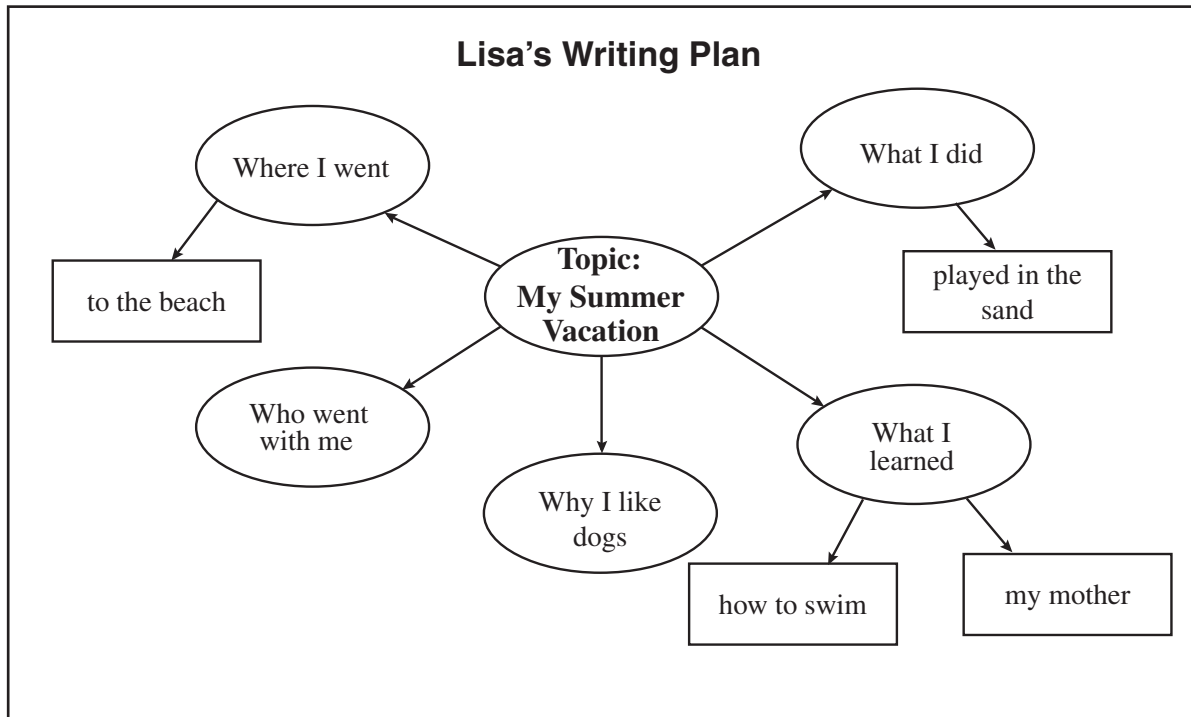 Lisa’s Writing Plan
Where I went
What I did
to the beach
Topic:
My Summer
Vacation
played in the
sand
Who went
with me
Why I like
dogs
What I
learned
how to swim
my mother